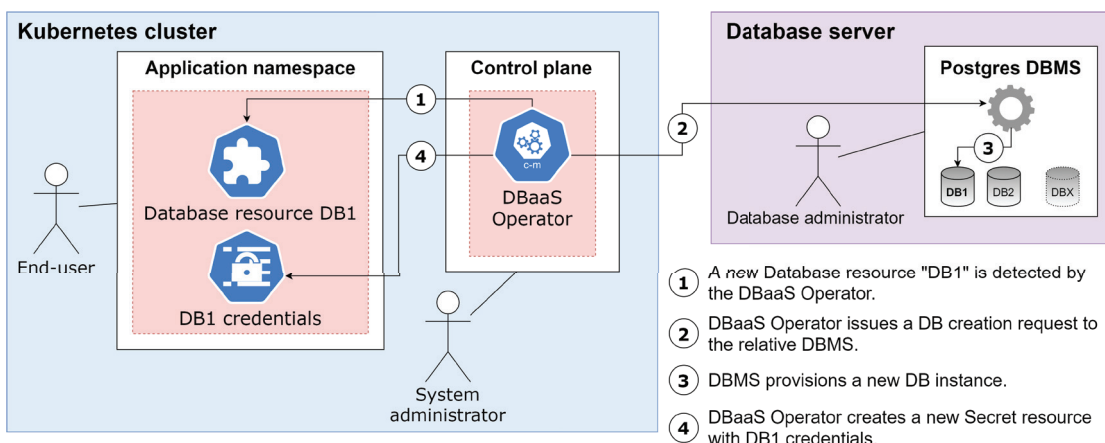 Kubernetes cluster
Application namespace
Control plane
Database server
Postgres DBMS
1
2
4
3
c-m
DBaaS
Operator
Database resource DB1
DB1 credentials
End-user
System
administrator
Database administrator
DB1
DB2
DBX
1 A new Database resource "DB1" is detected by
the DBaaS Operator.
2 DBaaS Operator issues a DB creation request to
the relative DBMS.
3 DBMS provisions a new DB instance.
4 DBaaS Operator creates a new Secret resource
with DB1 credentials